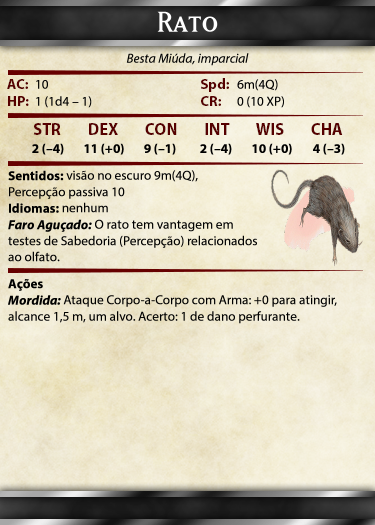 Rato
Besta Miúda, imparcial
AC: 10 Spd: 6m(4Q)
HP: 1 (1d4 – 1) CR: 0 (10 XP)
STR DEX CON INT WIS CHA
2 (–4) 11 (+0) 9 (–1) 2 (–4) 10 (+0) 4 (–3)
Sentidos: visão no escuro 9m(4Q),
Percepção passiva 10
Idiomas: nenhum
Faro Aguçado: O rato tem vantagem em
testes de Sabedoria (Percepção) relacionados
ao olfato.
Ações
Mordida: Ataque Corpo-a-Corpo com Arma: +0 para atingir,
alcance 1,5 m, um alvo. Acerto: 1 de dano perfurante.